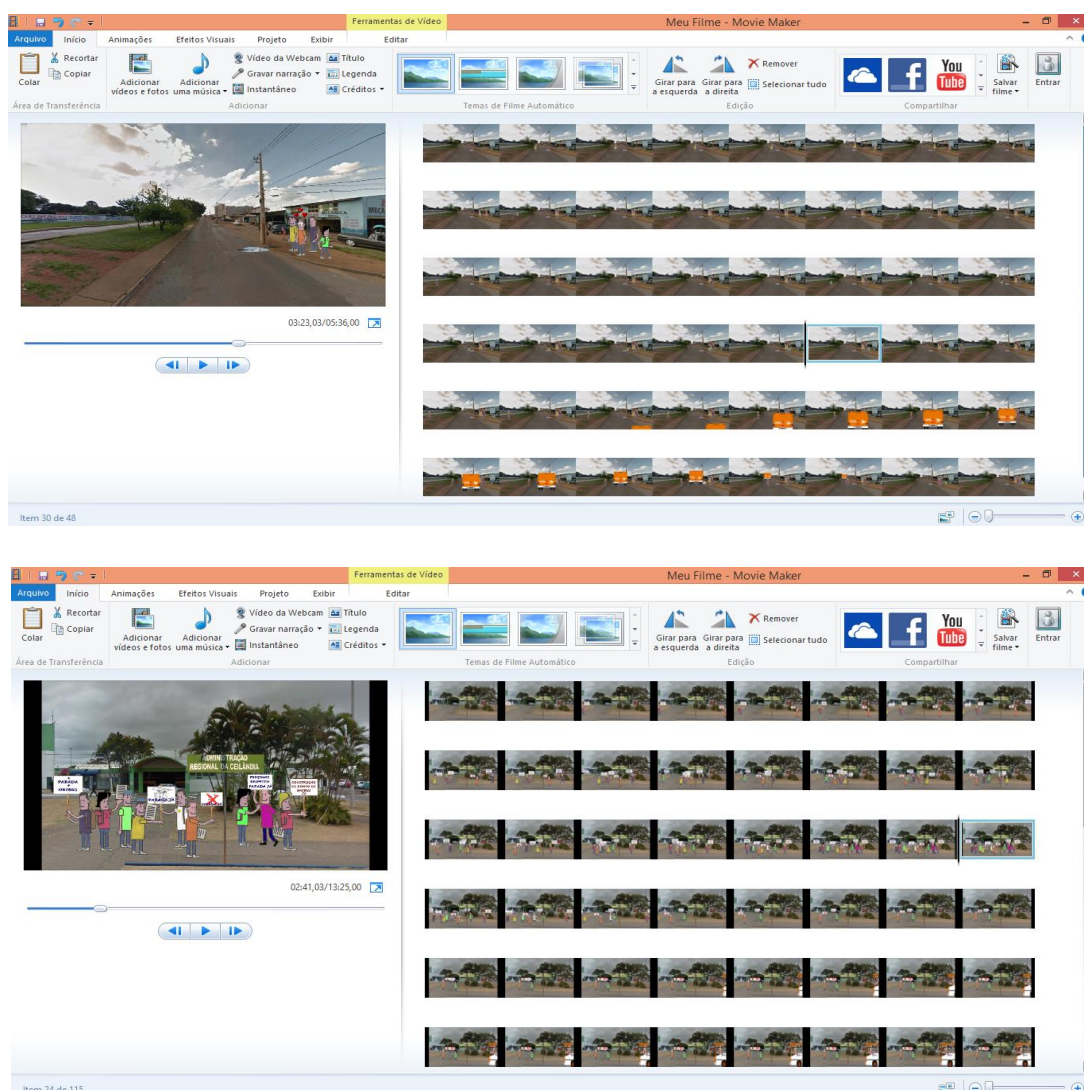 Ferramentas de Vídeo
Meu Filme - Movie Maker
Arquivo Início Animações Efeitos Visuais Projeto Exibir Editar
Colar
Recortar
Copiar
Área de Transferência
Adicionar vídeos e fotos
Adicionar uma música
Vídeo da Webcam
Gravar narração
Instantâneo
Título
Legenda
Créditos
Adicionar
Temas de Filme Automático
Girar para a esquerda
Girar para a direita
Remover
Selecionar tudo
Edição
f
You Tube
Compartilhar
Salvar filme
Entrar
03:23,03/05:36,00
Item 30 de 48
Ferramentas de Vídeo
Meu Filme - Movie Maker
Arquivo Início Animações Efeitos Visuais Projeto Exibir Editar
Colar
Recortar
Copiar
Área de Transferência
Adicionar vídeos e fotos
Adicionar uma música
Vídeo da Webcam
Gravar narração
Instantâneo
Título
Legenda
Créditos
Adicionar
Temas de Filme Automático
Girar para a esquerda
Girar para a direita
Remover
Selecionar tudo
Edição
f
You Tube
Compartilhar
Salvar filme
Entrar
ADMINISTRAÇÃO
REGIONAL DA CEILÂNDIA
PARADA JÁ
02:41,03/13:25,00
Item 24 de 115